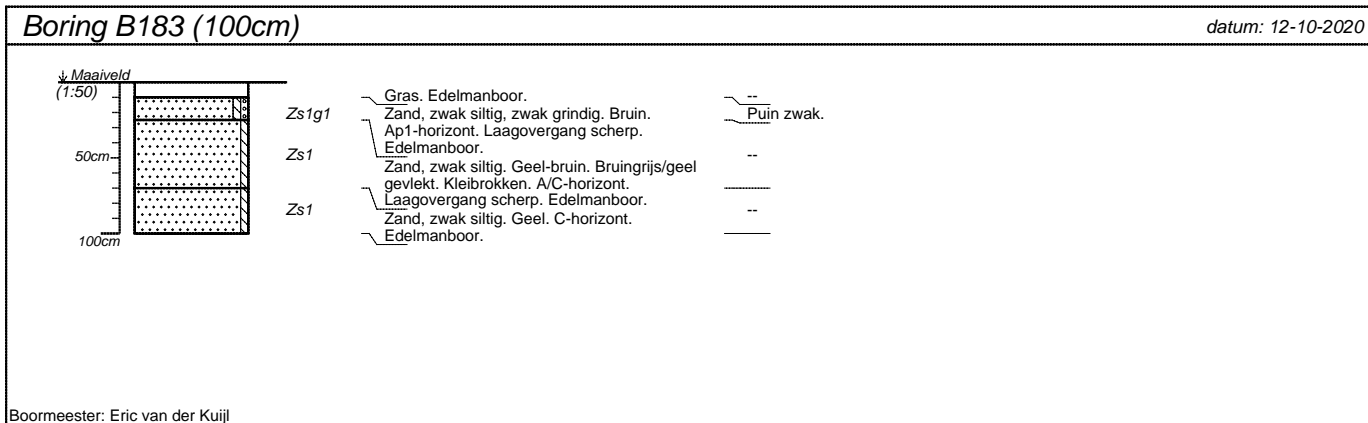 Boring B183 (100cm)
datum: 12-10-2020
Maaiveld
(1:50)
Gras. Edelmanboor.
--
Zs1g1
Zand, zwak siltig, zwak grindig. Bruin.
Puin zwak.
Ap1-horizont. Laagovergang scherp.
Edelmanboor.
50cm
Zs1
--
Zand, zwak siltig. Geel-bruin. Bruingrijs/geel
gevlekt. Kleibrokken. A/C-horizont.
Laagovergang scherp. Edelmanboor.
Zs1
--
Zand, zwak siltig. Geel. C-horizont.
Edelmanboor.
100cm
Boormeester: Eric van der Kuijl